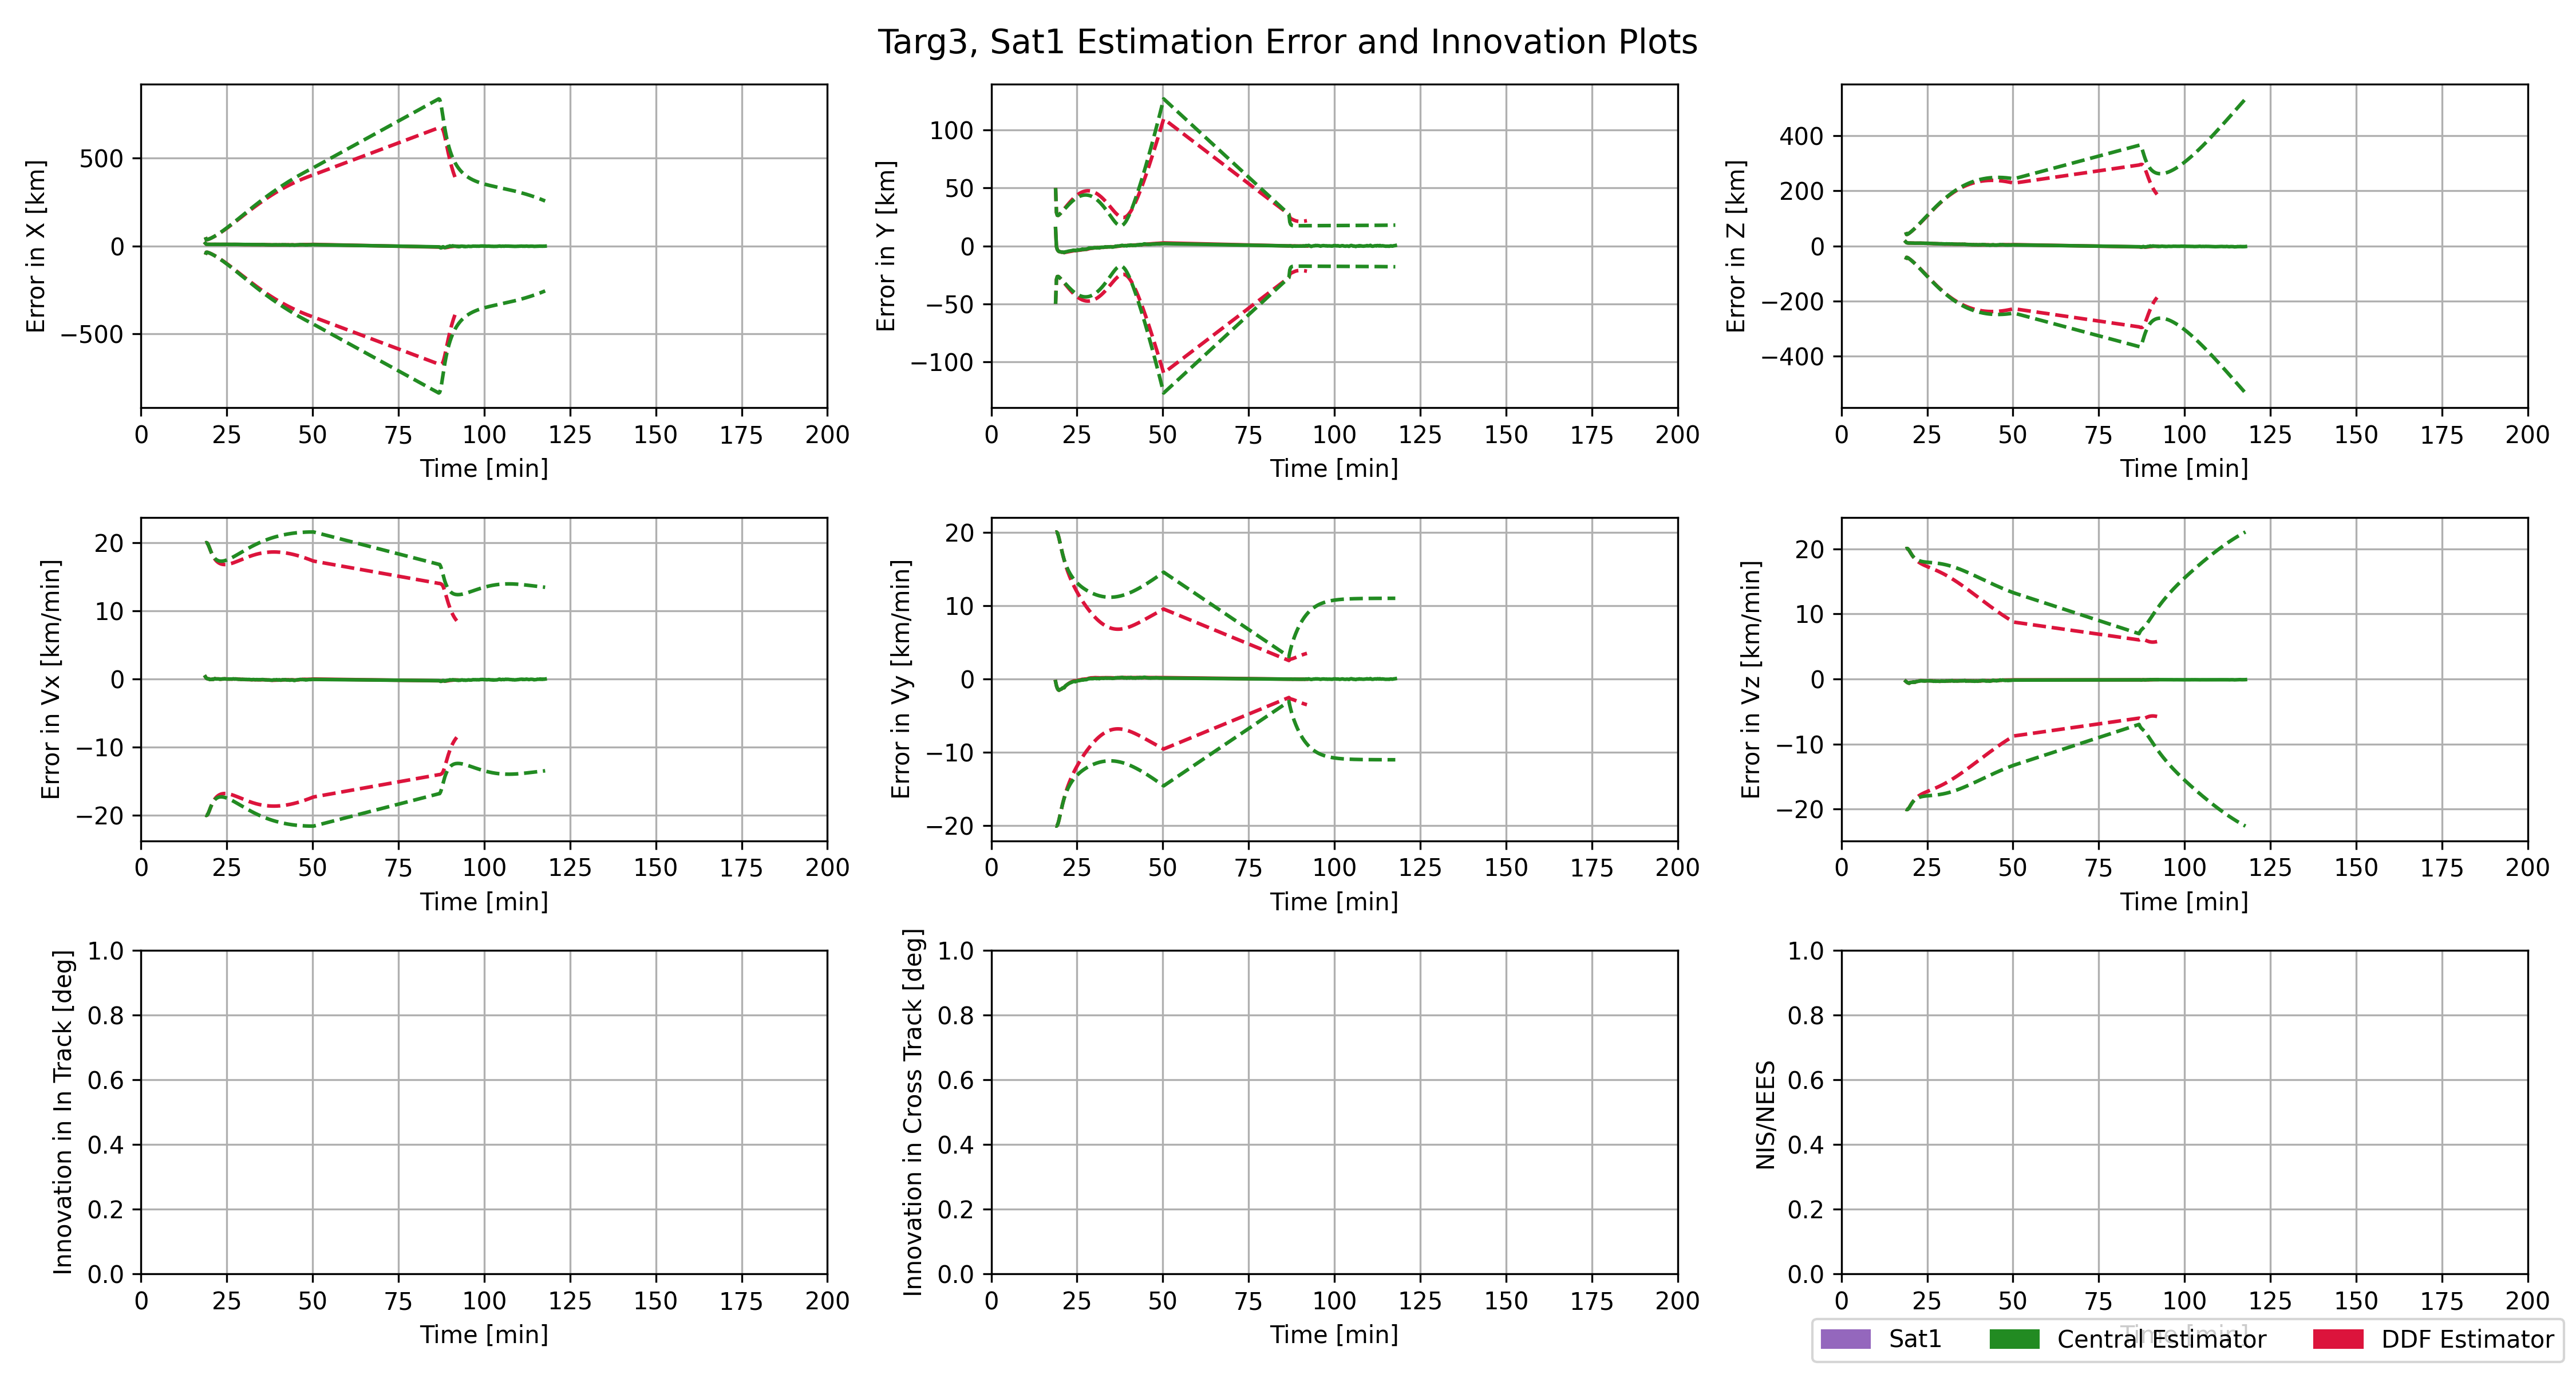 Targ3, Sat1 Estimation Error and Innovation Plots
Error in X [km]
500
0
−500
0 25 50 75 100 125 150 175 200
Time [min]
Error in Y [km]
100
50
0
−50
−100
0 25 50 75 100 125 150 175 200
Time [min]
Error in Z [km]
400
200
0
−200
−400
0 25 50 75 100 125 150 175 200
Time [min]
Error in Vx [km/min]
20
10
0
−10
−20
0 25 50 75 100 125 150 175 200
Time [min]
Error in Vy [km/min]
20
10
0
−10
−20
0 25 50 75 100 125 150 175 200
Time [min]
Error in Vz [km/min]
20
10
0
−10
−20
0 25 50 75 100 125 150 175 200
Time [min]
Innovation in In Track [deg]
1.0
0.8
0.6
0.4
0.2
0.0
0 25 50 75 100 125 150 175 200
Time [min]
Innovation in Cross Track [deg]
1.0
0.8
0.6
0.4
0.2
0.0
0 25 50 75 100 125 150 175 200
Time [min]
NIS/NEES
1.0
0.8
0.6
0.4
0.2
0.0
0 25 50 75 100 125 150 175 200
Time [min]
Sat1 Central Estimator DDF Estimator